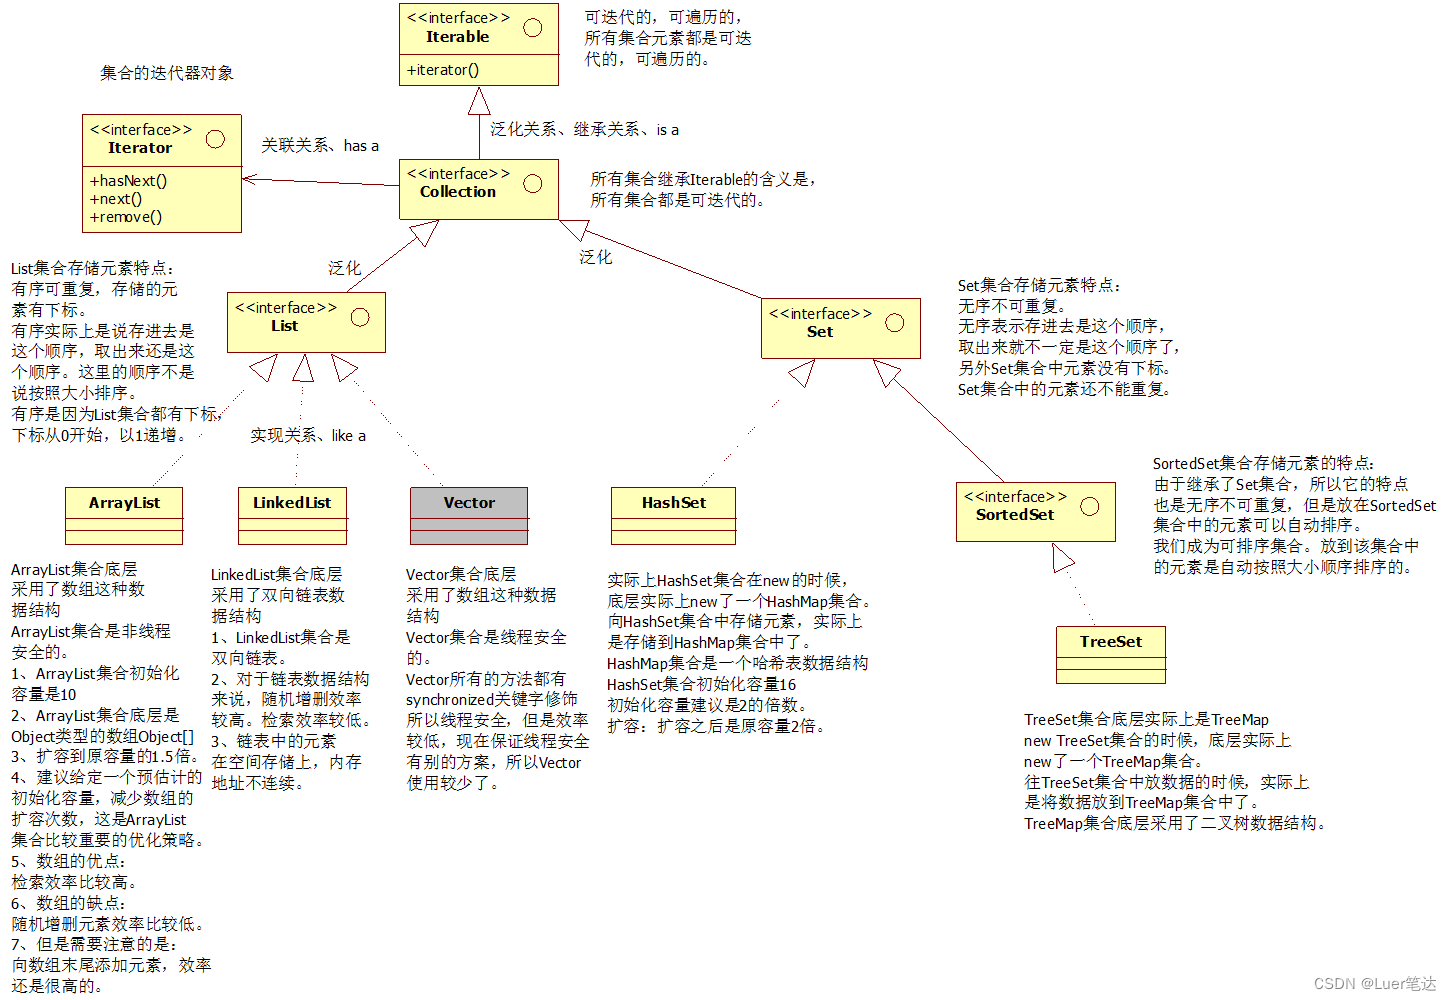 <<interface>>
Iterable
+iterator()
可迭代的，可遍历的，
所有集合元素都是可迭
代的，可遍历的。
集合的迭代器对象
<<interface>>
Iterator
+hasNext()
+next()
+remove()
关联关系、has a
泛化关系、继承关系、is a
<<interface>>
Collection
所有集合继承Iterable的含义是，
所有集合都是可迭代的。
泛化
泛化
List集合存储元素特点：
有序可重复，存储的元
素有下标。
有序实际上是说存进去是
这个顺序，取出来还是这
个顺序。这里的顺序不是
说按照大小排序。
有序是因为List集合都有下标，
下标从0开始，以1递增。
<<interface>>
List
<<interface>>
Set
Set集合存储元素特点：
无序不可重复。
无序表示存进去是这个顺序，
取出来就不一定是这个顺序了，
另外Set集合中元素没有下标。
Set集合中的元素还不能重复。
实现关系、like a
ArrayList
LinkedList
Vector
HashSet
<<interface>>
SortedSet
SortedSet集合存储元素的特点：
由于继承了Set集合，所以它的特点
也是无序不可重复，但是放在SortedSet
集合中的元素可以自动排序。
我们成为可排序集合。放到该集合中
的元素是自动按照大小顺序排序的。
ArrayList集合底层
采用了数组这种数
据结构
ArrayList集合是非线程
安全的。
1、ArrayList集合初始化
容量是10
2、ArrayList集合底层是
Object类型的数组Object[]
3、扩容到原容量的1.5倍。
4、建议给定一个预估计的
初始化容量，减少数组的
扩容次数，这是ArrayList
集合比较重要的优化策略。
5、数组的优点：
检索效率比较高。
6、数组的缺点：
随机增删元素效率比较低。
7、但是需要注意的是：
向数组末尾添加元素，效率
还是很高的。
LinkedList集合底层
采用了双向链表数
据结构
1、LinkedList集合是
双向链表。
2、对于链表数据结构
来说，随机增删效率
较高。检索效率较低。
3、链表中的元素
在空间存储上，内存
地址不连续。
Vector集合底层
采用了数组这种数据
结构
Vector集合是线程安全
的。
Vector所有的方法都有
synchronized关键字修饰
所以线程安全，但是效率
较低，现在保证线程安全
有别的方案，所以Vector
使用较少了。
实际上HashSet集合在new的时候，
底层实际上new了一个HashMap集合。
向HashSet集合中存储元素，实际上
是存储到HashMap集合中了。
HashMap集合是一个哈希表数据结构
HashSet集合初始化容量16
初始化容量建议是2的倍数。
扩容：扩容之后是原容量2倍。
TreeSet
TreeSet集合底层实际上是TreeMap
new TreeSet集合的时候，底层实际上
new了一个TreeMap集合。
往TreeSet集合中放数据的时候，实际上
是将数据放到TreeMap集合中了。
TreeMap集合底层采用了二叉树数据结构。
CSDN @Luer笔达